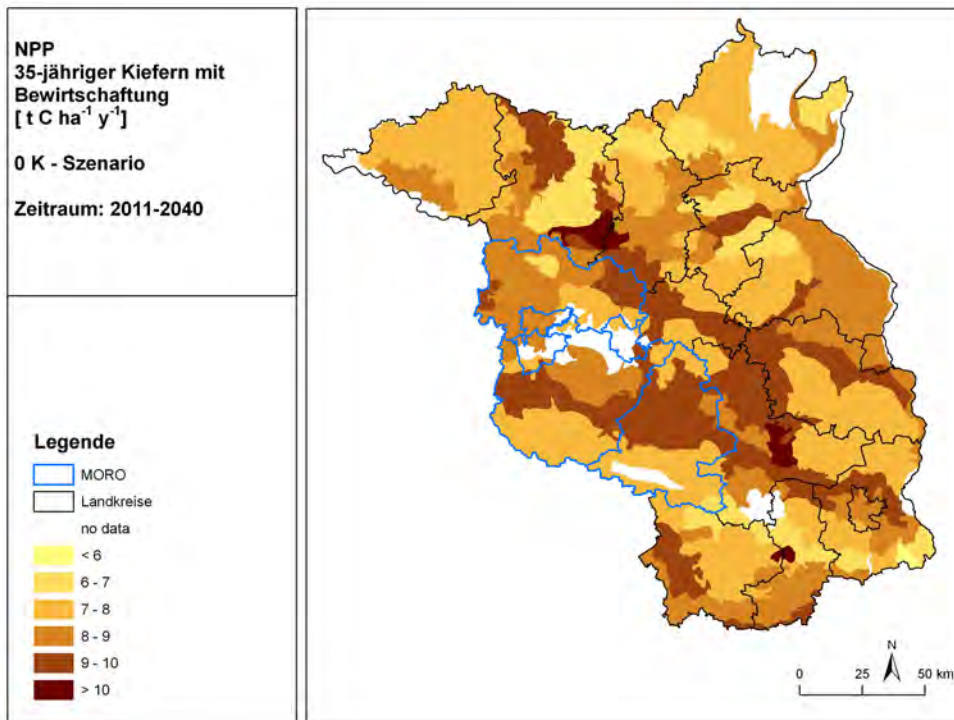 NPP
35-jähriger Kiefern mit
Bewirtschaftung
[ t C ha⁻¹ y⁻¹]
0 K - Szenario
Zeitraum: 2011-2040
Legende
MORO
Landkreise
no data
< 6
6 - 7
7 - 8
8 - 9
9 - 10
> 10
N
0 25 50 km